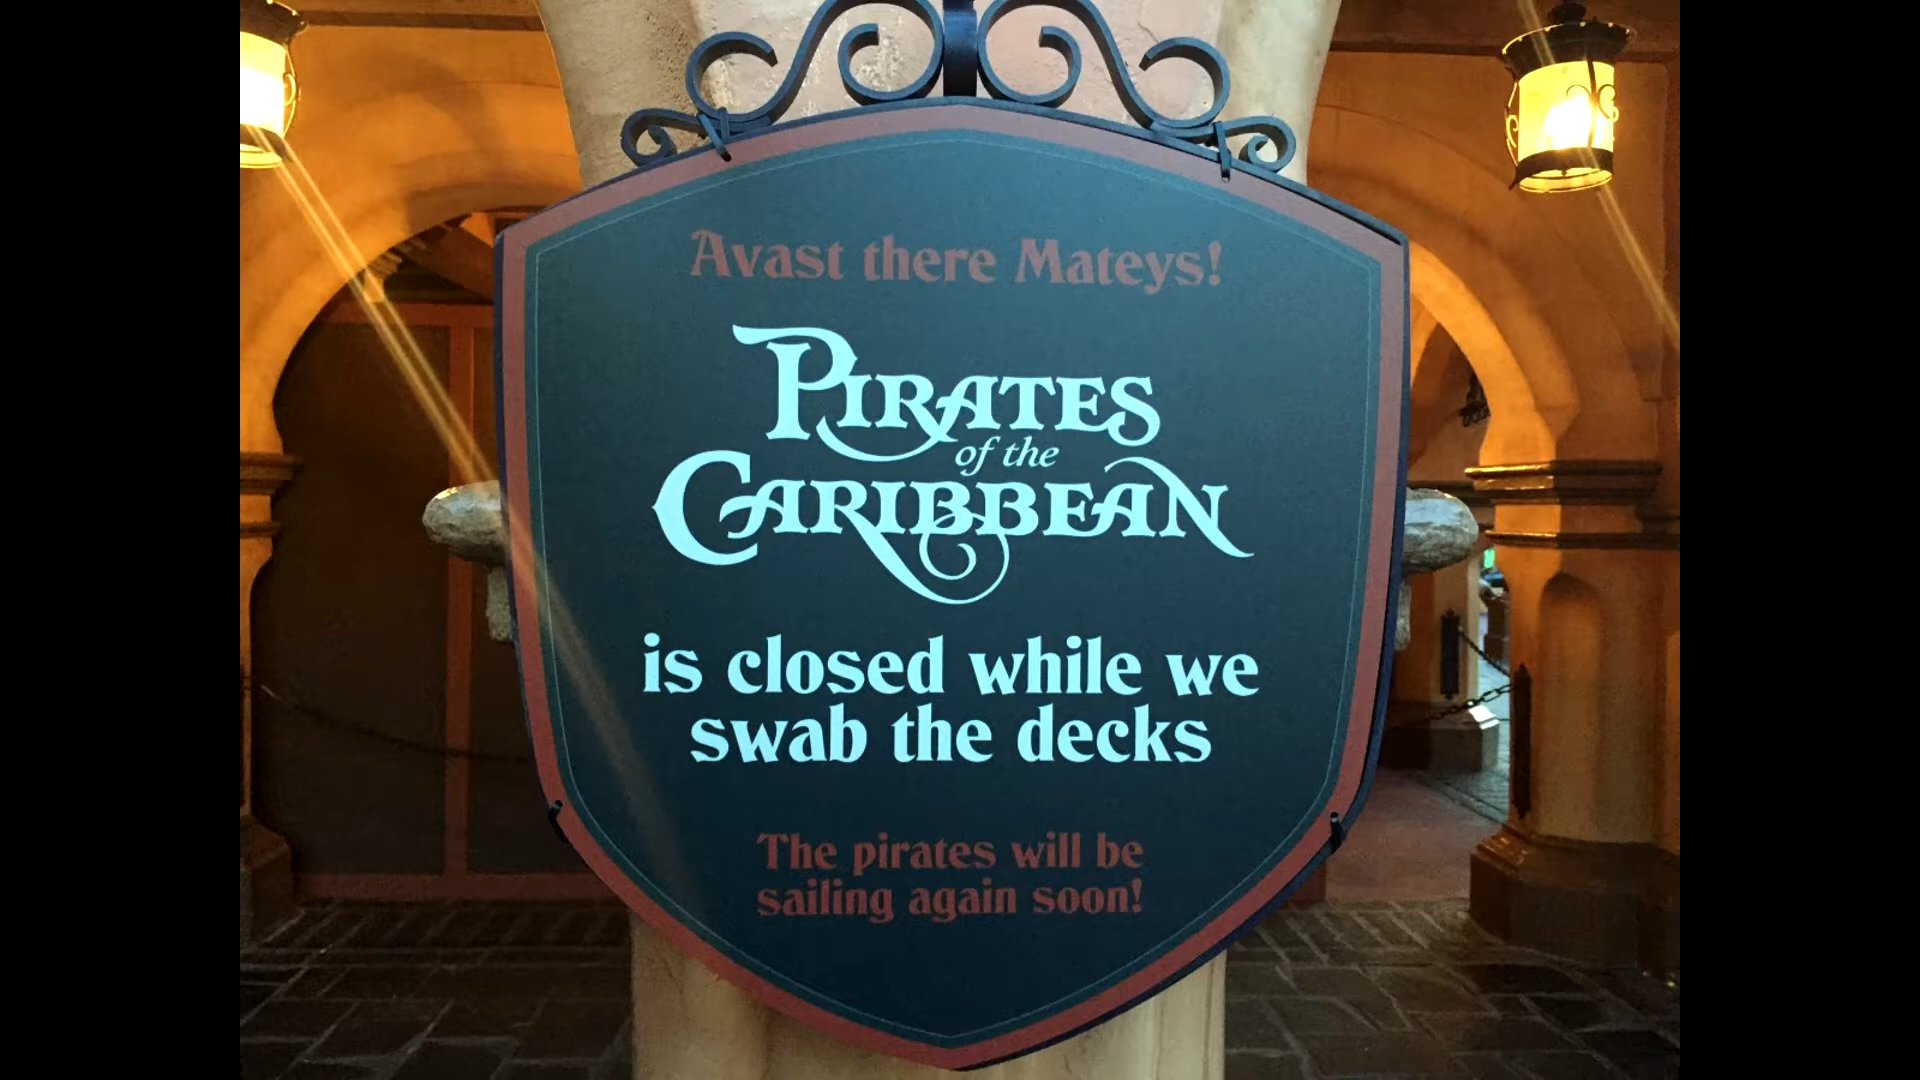 Avast there Mateys!
PIRATES
of the
CARIBBEAN
is closed while we
swab the decks
The pirates will be
sailing again soon!